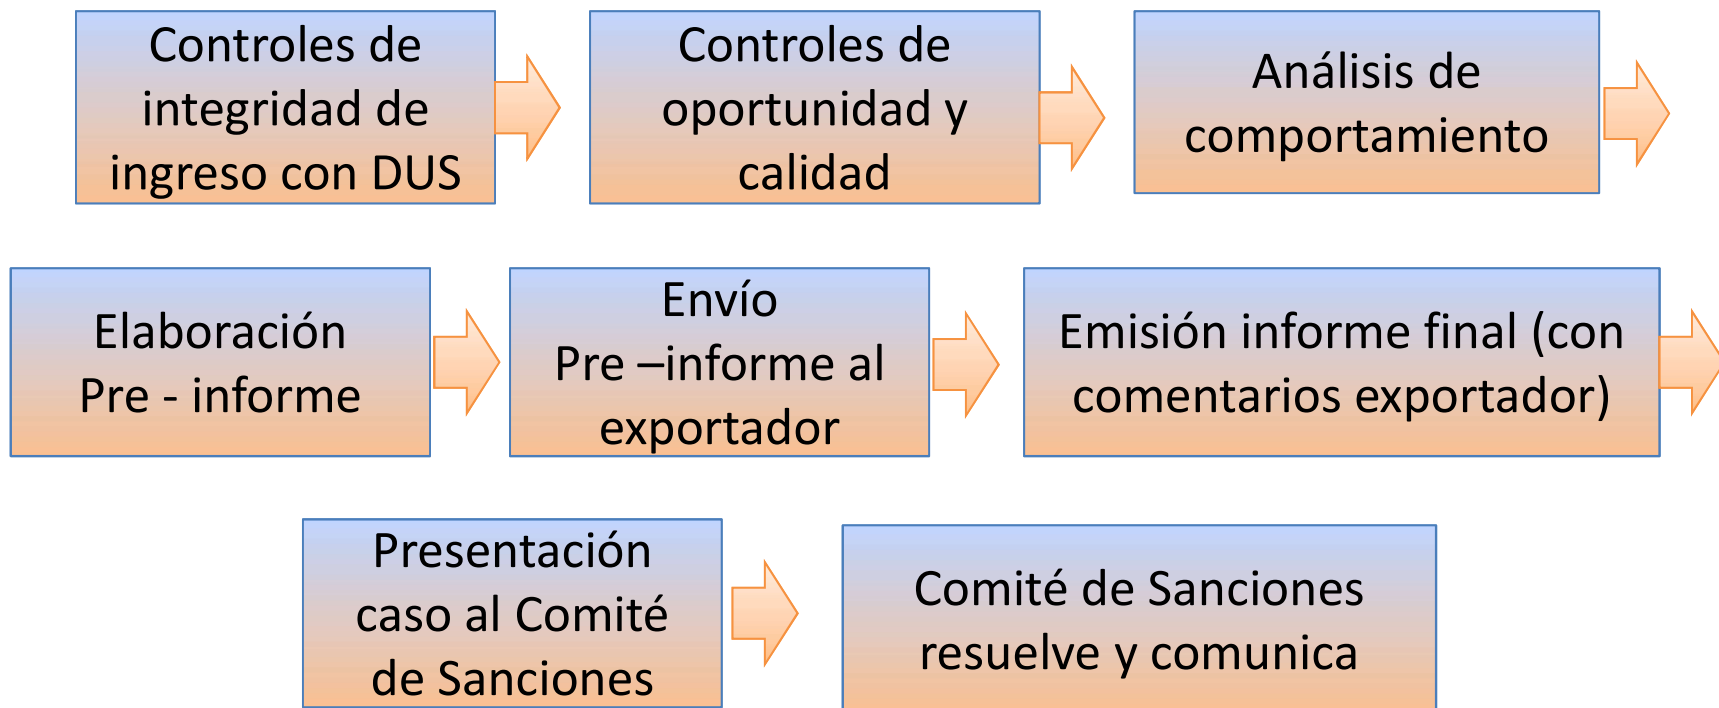 Controles de
integridad de
ingreso con DUS
Controles de
oportunidad y
calidad
Análisis de
comportamiento
Elaboración
Pre - informe
Envío
Pre –informe al
exportador
Emisión informe final (con
comentarios exportador)
Presentación
caso al Comité
de Sanciones
Comité de Sanciones
resuelve y comunica